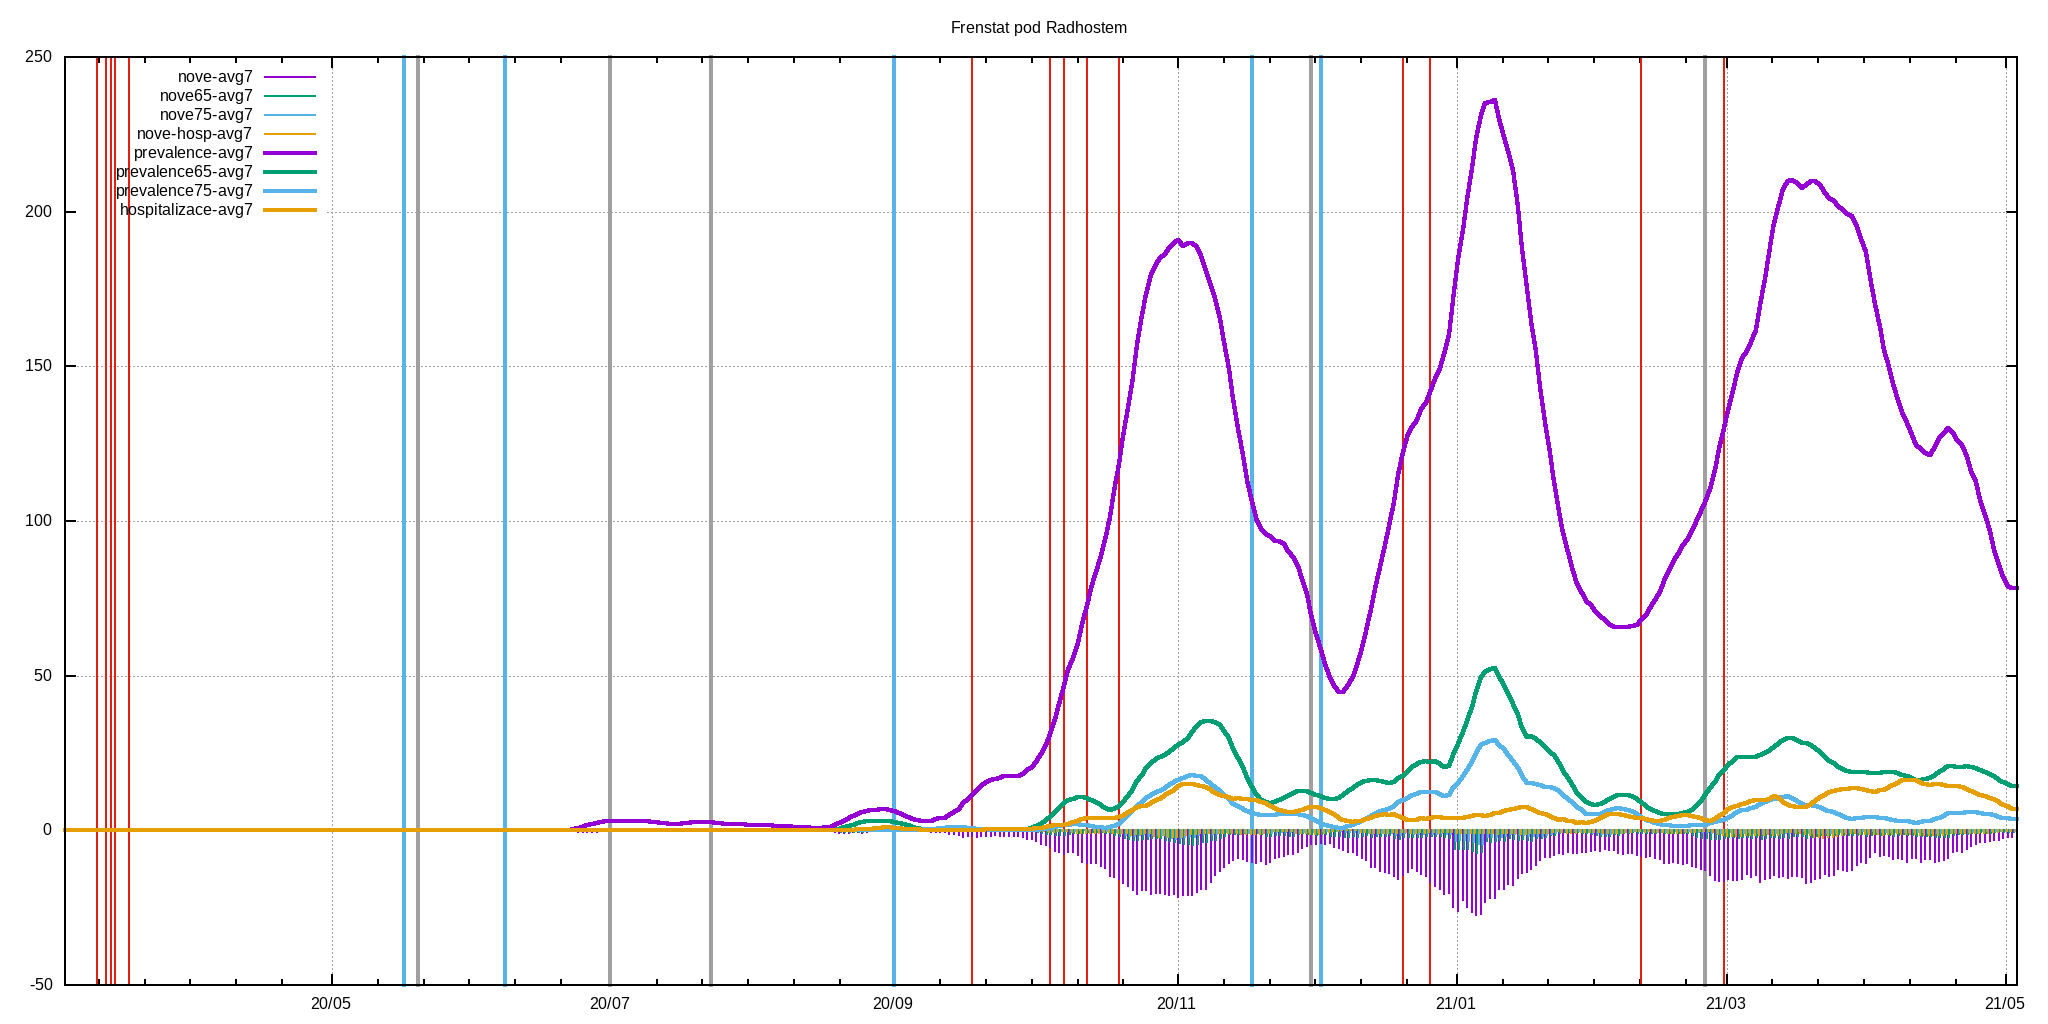 Frenstat pod Radhostem
250
200
150
100
50
0
-50
nove-avg7
nove65-avg7
nove75-avg7
nove-hosp-avg7
prevalence-avg7
prevalence65-avg7
prevalence75-avg7
hospitalizace-avg7
20/05 20/07 20/09 20/11 21/01 21/03 21/05